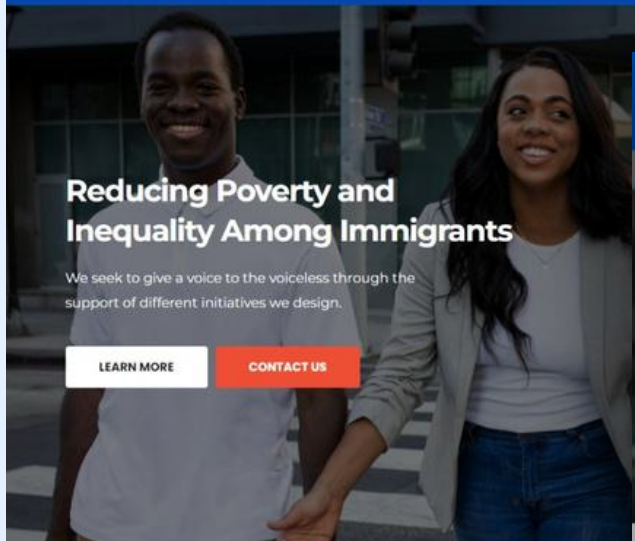 Reducing Poverty and
Inequality Among Immigrants
We seek to give a voice to the voiceless through the
support of different initiatives we design.
LEARN MORE
CONTACT US